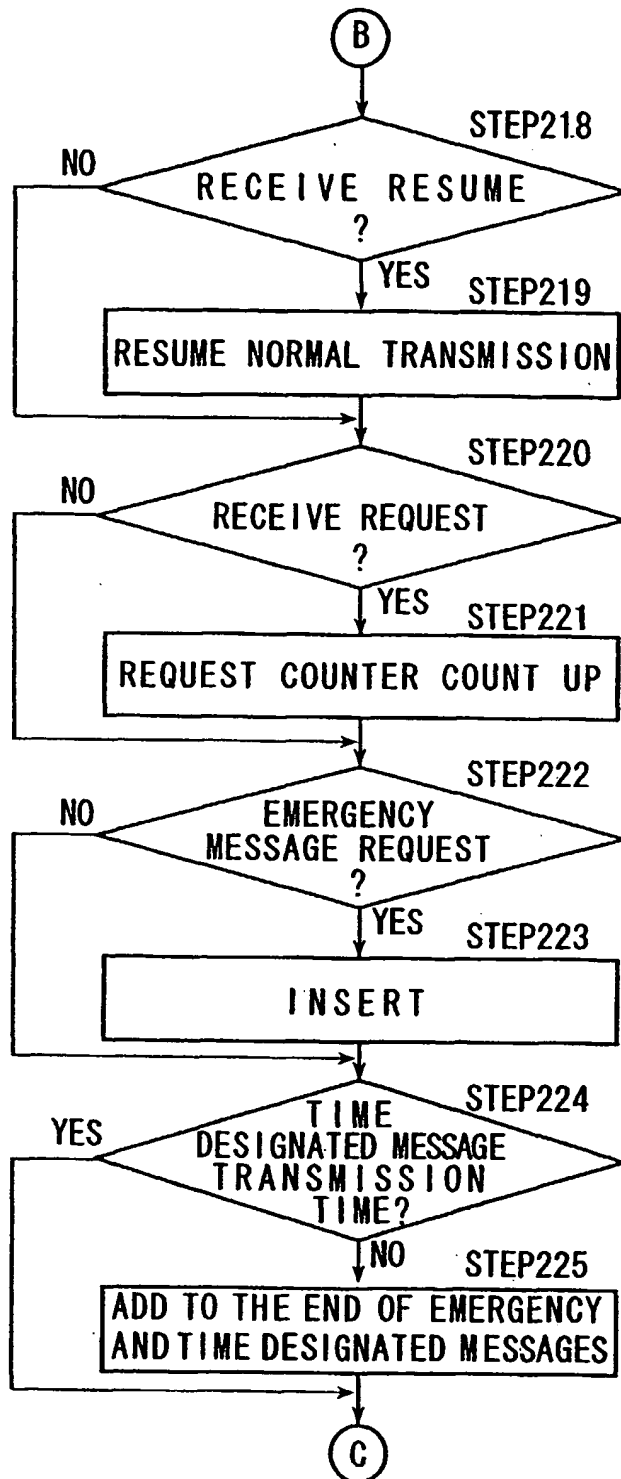 B
STEP218
NO
RECEIVE RESUME
?
YES
STEP219
RESUME NORMAL TRANSMISSION
STEP220
NO
RECEIVE REQUEST
?
YES
STEP221
REQUEST COUNTER COUNT UP
STEP222
NO
EMERGENCY
MESSAGE REQUEST
?
YES
STEP223
INSERT
STEP224
YES
TIME
DESIGNATED MESSAGE
TRANSMISSION
TIME?
NO
STEP225
ADD TO THE END OF EMERGENCY
AND TIME DESIGNATED MESSAGES
C